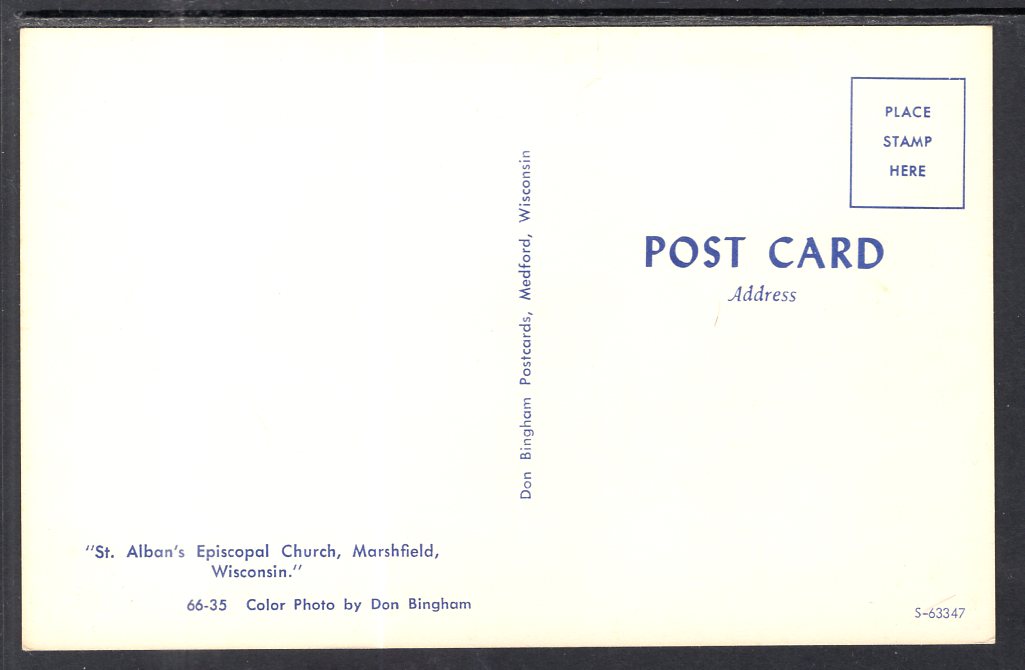 PLACE
STAMP
HERE
POST CARD
Address
Don Bingham Postcards, Medford, Wisconsin
"St. Alban's Episcopal Church, Marshfield,
Wisconsin."
66-35 Color Photo by Don Bingham
S-63347